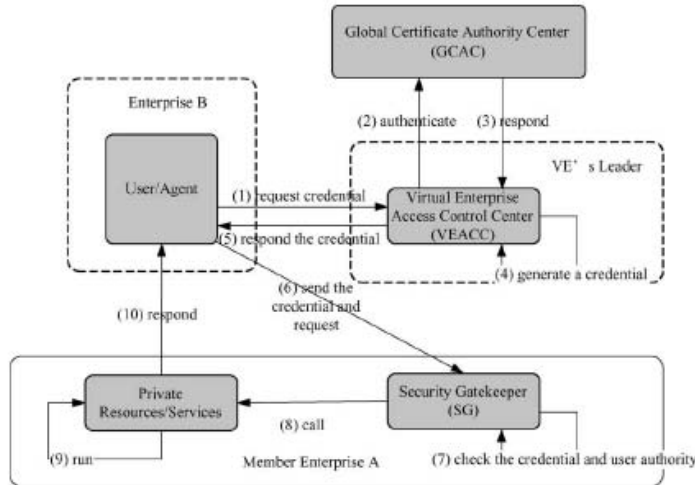 Global Certificate Authority Center
(GCAC)
Enterprise B
(2) authenticate
(3) respond
VE’s Leader
User/Agent
(1) request credential
Virtual Enterprise
Access Control Center
(VEACC)
(5) respond the credential
(4) generate a credential
(6) send the
credential and
request
(10) respond
Private
Resources/Services
Security Gatekeeper
(SG)
(8) call
(9) run
Member Enterprise A
(7) check the credential and user authority